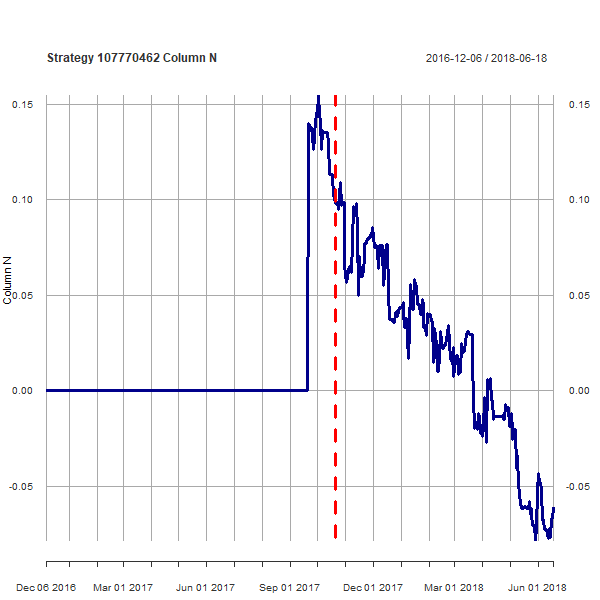 Strategy 107770462 Column N
2016-12-06 / 2018-06-18
0.15
0.15
0.10
0.10
0.05
0.05
Column N
0.00
0.00
-0.05
-0.05
Dec 06 2016
Mar 01 2017
Jun 01 2017
Sep 01 2017
Dec 01 2017
Mar 01 2018
Jun 01 2018